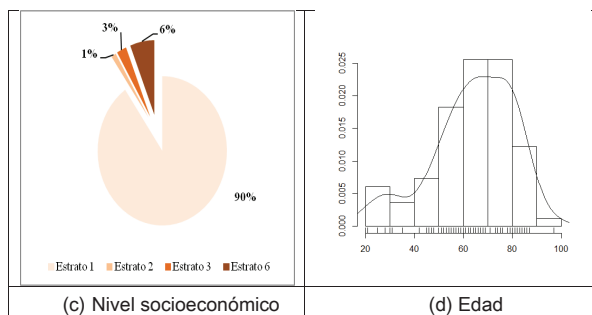 3%
6%
1%
90%
Estrato 1 Estrato 2 Estrato 3 Estrato 6
(c) Nivel socioeconómico
0.025
0.020
0.015
0.010
0.005
0.000
20 40 60 80 100
(d) Edad